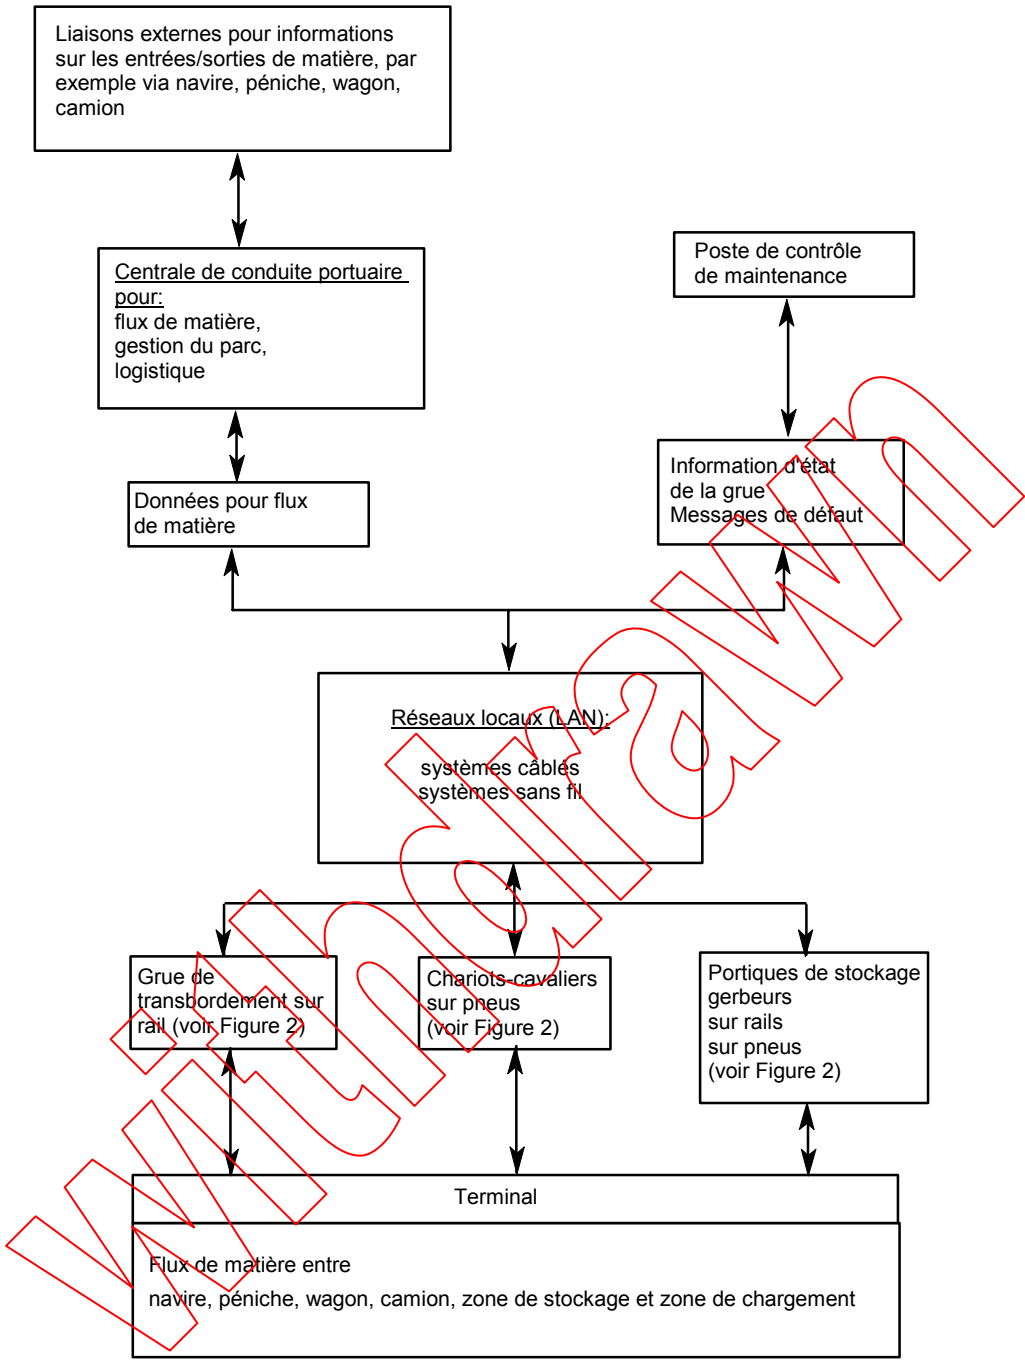 Liaisons externes pour informations
sur les entrées/sorties de matière, par
exemple via navire, péniche, wagon,
camion
Centrale de conduite portuaire
pour:
flux de matière,
gestion du parc,
logistique
Poste de contrôle
de maintenance
Données pour flux
de matière
Information d'état
de la grue
Messages de défaut
Réseaux locaux (LAN):
systèmes câblés
systèmes sans fil
Grue de
transbordement sur
rail (voir Figure 2)
Chariots-cavaliers
sur pneus
(voir Figure 2)
Portiques de stockage
gerbeurs
sur rails
sur pneus
(voir Figure 2)
Terminal
Flux de matière entre
navire, péniche, wagon, camion, zone de stockage et zone de chargement
Withdrawn